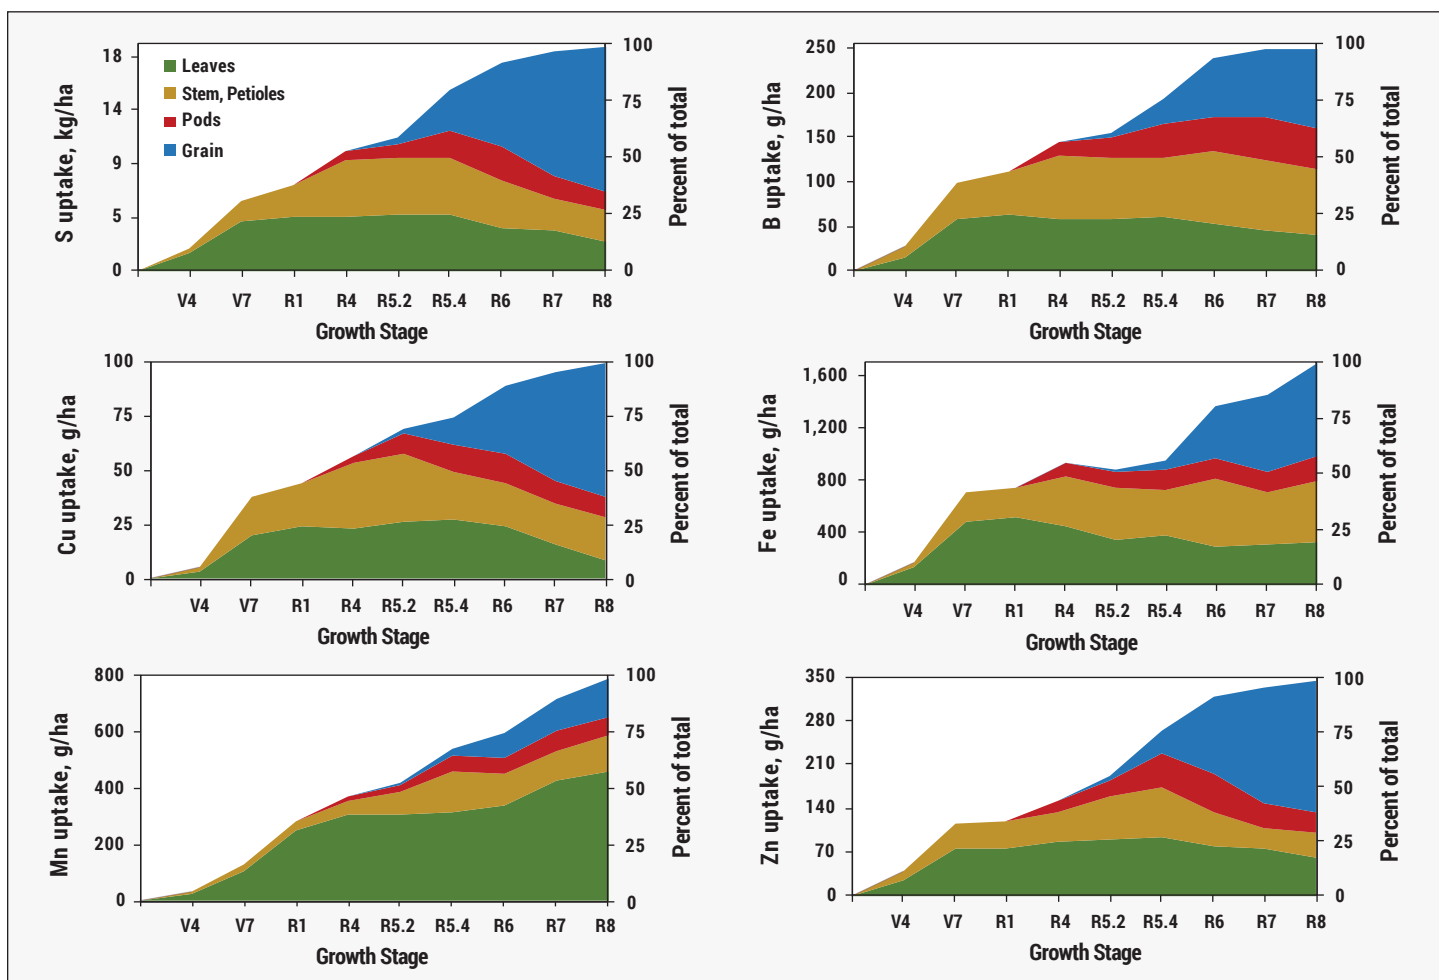 S uptake, kg/ha
18
14
9
5
0
Leaves
Stem, Petioles
Pods
Grain
100
75
50
25
0
Percent of total
V4 V7 R1 R4 R5.2 R5.4 R6 R7 R8
Growth Stage
B uptake, g/ha
250
200
150
100
50
0
100
75
50
25
0
Percent of total
V4 V7 R1 R4 R5.2 R5.4 R6 R7 R8
Growth Stage
Cu uptake, g/ha
100
75
50
25
0
100
75
50
25
0
Percent of total
V4 V7 R1 R4 R5.2 R5.4 R6 R7 R8
Growth Stage
Fe uptake, g/ha
1,600
1,200
800
400
0
100
75
50
25
0
Percent of total
V4 V7 R1 R4 R5.2 R5.4 R6 R7 R8
Growth Stage
Mn uptake, g/ha
800
600
400
200
0
100
75
50
25
0
Percent of total
V4 V7 R1 R4 R5.2 R5.4 R6 R7 R8
Growth Stage
Zn uptake, g/ha
350
280
210
140
70
0
100
75
50
25
0
Percent of total
V4 V7 R1 R4 R5.2 R5.4 R6 R7 R8
Growth Stage